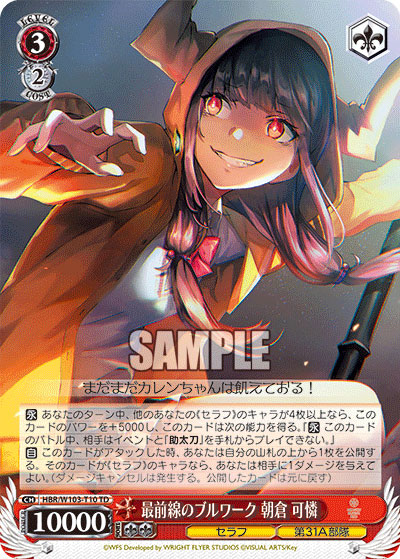 LEVEL
3
2
COST
SAMPLE
まだまだカレンちゃんは飢えておる！
永 あなたのターン中、他のあなたの《セラフ》のキャラが4枚以上なら、この
カードのパワーを＋5000し、このカードは次の能力を得る。『永 このカード
のバトル中、相手はイベントと「助太刀」を手札からプレイできない。』
自 このカードがアタックした時、あなたは自分の山札の上から1枚を公開す
る。そのカードが《セラフ》のキャラなら、相手に1ダメージを与えてよ
い。（ダメージキャンセルは発生する。公開したカードは元に戻す）
CH HBR/W103-T10 TD
10000
最前線のブルワーク 朝倉 可憐
セラフ
第31A部隊
©WFS Developed by WRIGHT FLYER STUDIOS ©VISUAL ARTS/Key